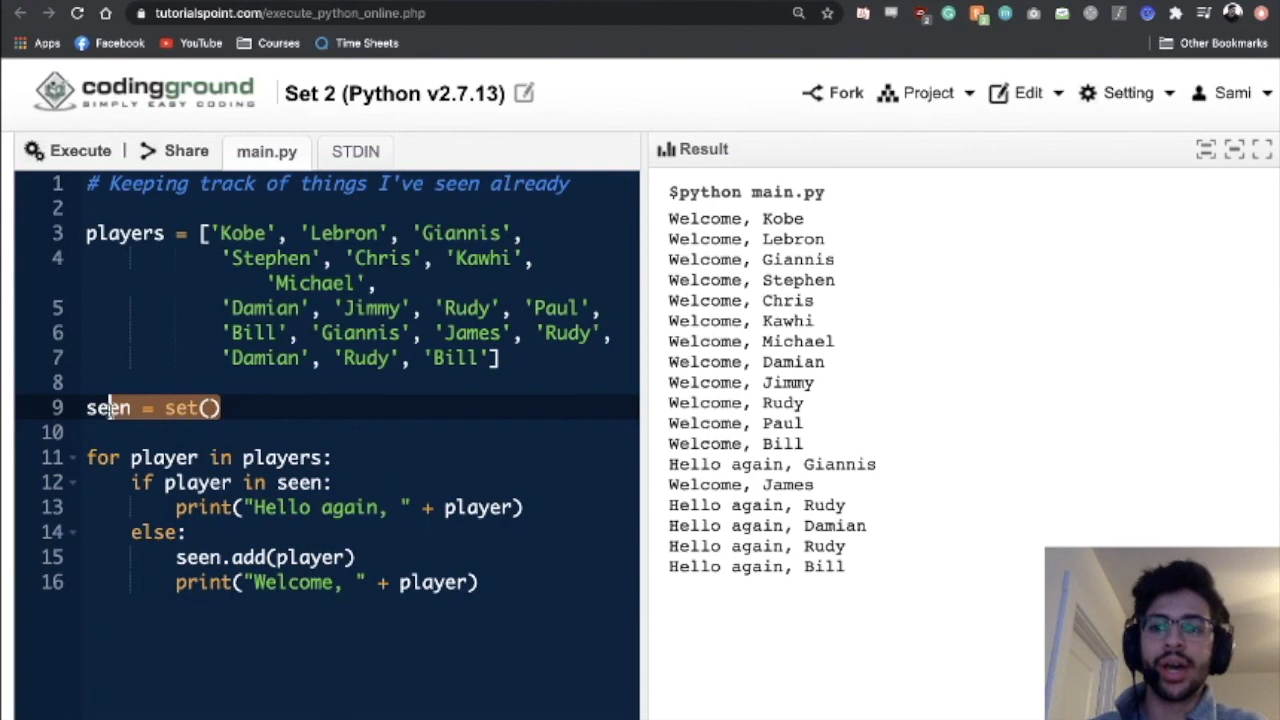 tutorialspoint.com/execute_python_online.php
Apps Facebook YouTube Courses Time Sheets Other Bookmarks
codingground
SIMPLY EASY CODING
Set 2 (Python v2.7.13)
Fork Project Edit Setting Sami
Execute | Share main.py STDIN
1 # Keeping track of things I've seen already
2
3 players = ['Kobe', 'Lebron', 'Giannis',
4 'Stephen', 'Chris', 'Kawhi',
'Michael',
5 'Damian', 'Jimmy', 'Rudy', 'Paul',
6 'Bill', 'Giannis', 'James', 'Rudy',
7 'Damian', 'Rudy', 'Bill']
8
9 seen = set()
10
11 for player in players:
12 if player in seen:
13 print("Hello again, " + player)
14 else:
15 seen.add(player)
16 print("Welcome, " + player)
Result
$python main.py
Welcome, Kobe
Welcome, Lebron
Welcome, Giannis
Welcome, Stephen
Welcome, Chris
Welcome, Kawhi
Welcome, Michael
Welcome, Damian
Welcome, Jimmy
Welcome, Rudy
Welcome, Paul
Welcome, Bill
Hello again, Giannis
Welcome, James
Hello again, Rudy
Hello again, Damian
Hello again, Rudy
Hello again, Bill